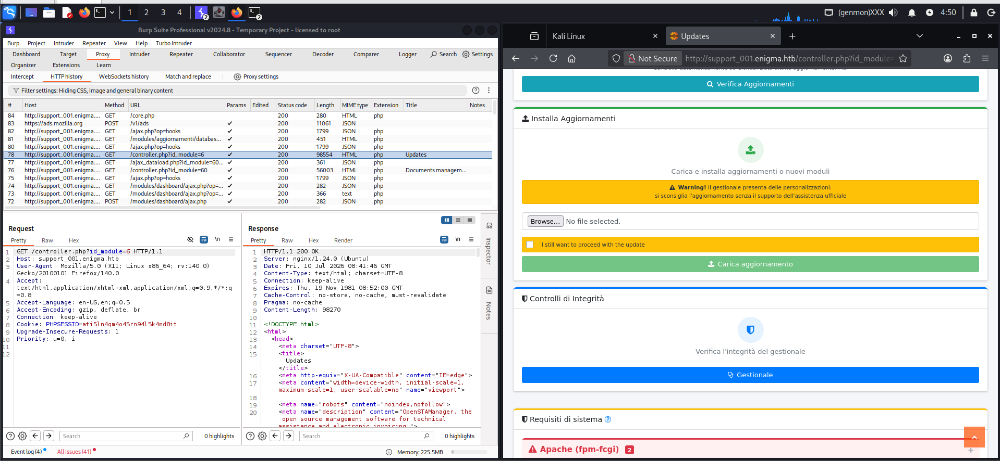 1 2 3 4 2 2 (genmon)XXX 4:50
Burp Suite Professional v2024.8 - Temporary Project - licensed to root
Burp Project Intruder Repeater View Help Turbo Intruder
Dashboard Target Proxy Intruder Repeater Collaborator Sequencer Decoder Comparer Logger Search Settings
Organizer Extensions Learn
Intercept HTTP history WebSockets history Match and replace Proxy settings
Filter settings: Hiding CSS, image and general binary content
# Host Method URL Params Edited Status code Length MIME type Extension Title Notes
84 http://support_001.enigma.... GET /core.php 200 280 HTML php
83 https://ads.mozilla.org POST /v1/ads ✓ 200 11061 JSON
82 http://support_001.enigma.... GET /ajax.php?op=hooks ✓ 200 1799 JSON php
81 http://support_001.enigma.... GET /modules/aggiornamenti/databas... ✓ 200 451 HTML php
80 http://support_001.enigma.... GET /ajax.php?op=hooks ✓ 200 1799 JSON php
78 http://support_001.enigma.... GET /controller.php?id_module=6 ✓ 200 98554 HTML php Updates
77 http://support_001.enigma.... GET /ajax_dataload.php?id_module=60... ✓ 200 361 JSON php
76 http://support_001.enigma.... GET /controller.php?id_module=60 ✓ 200 56003 HTML php Documents managem...
75 http://support_001.enigma.... GET /ajax.php?op=hooks ✓ 200 1799 JSON php
74 http://support_001.enigma.... GET /modules/dashboard/ajax.php?op=... ✓ 200 282 JSON php
73 http://support_001.enigma.... GET /modules/dashboard/ajax.php?op=... ✓ 200 366 text php
72 http://support_001.enigma.... POST /modules/dashboard/ajax.php ✓ 200 282 JSON php
Request
Pretty Raw Hex \n
1 GET /controller.php?id_module=6 HTTP/1.1
2 Host: support_001.enigma.htb
3 User-Agent: Mozilla/5.0 (X11; Linux x86_64; rv:140.0)
Gecko/20100101 Firefox/140.0
4 Accept:
text/html,application/xhtml+xml,application/xml;q=0.9,*/*;q
=0.8
5 Accept-Language: en-US,en;q=0.5
6 Accept-Encoding: gzip, deflate, br
7 Connection: keep-alive
8 Cookie: PHPSESSID=ati5ln4qm4o45rn94l5k4md8it
9 Upgrade-Insecure-Requests: 1
10 Priority: u=0, i
11
12
Search 0 highlights
Response
Pretty Raw Hex Render \n
1 HTTP/1.1 200 OK
2 Server: nginx/1.24.0 (Ubuntu)
3 Date: Fri, 10 Jul 2026 08:41:46 GMT
4 Content-Type: text/html; charset=UTF-8
5 Connection: keep-alive
6 Expires: Thu, 19 Nov 1981 08:52:00 GMT
7 Cache-Control: no-store, no-cache, must-revalidate
8 Pragma: no-cache
9 Content-Length: 98270
10
11 <!DOCTYPE html>
12 <html>
13 <head>
14 <meta charset="UTF-8">
15 <title>
Updates
</title>
16 <meta http-equiv="X-UA-Compatible" content="IE=edge">
17 <meta content="width=device-width, initial-scale=1,
maximum-scale=1, user-scalable=no" name="viewport">
18
19 <meta name="robots" content="noindex,nofollow">
20 <meta name="description" content="OpenSTAManager, the
open source management software for technical
assistance and electronic invoicing.">
Search 0 highlights
Inspector
Notes
Event log (4) All issues (41) Memory: 225.5MB
Kali Linux Updates
Not Secure http://support_001.enigma.htb/controller.php?id_module=
Verifica Aggiornamenti
Installa Aggiornamenti
Carica e installa aggiornamenti o nuovi moduli
Warning! Il gestionale presenta delle personalizzazioni:
si sconsiglia l'aggiornamento senza il supporto dell'assistenza ufficiale
Browse... No file selected.
I still want to proceed with the update
Carica aggiornamento
Controlli di Integrità
Verifica l'integrità del gestionale
Gestionale
Requisiti di sistema
Apache (fpm-fcgi) 2